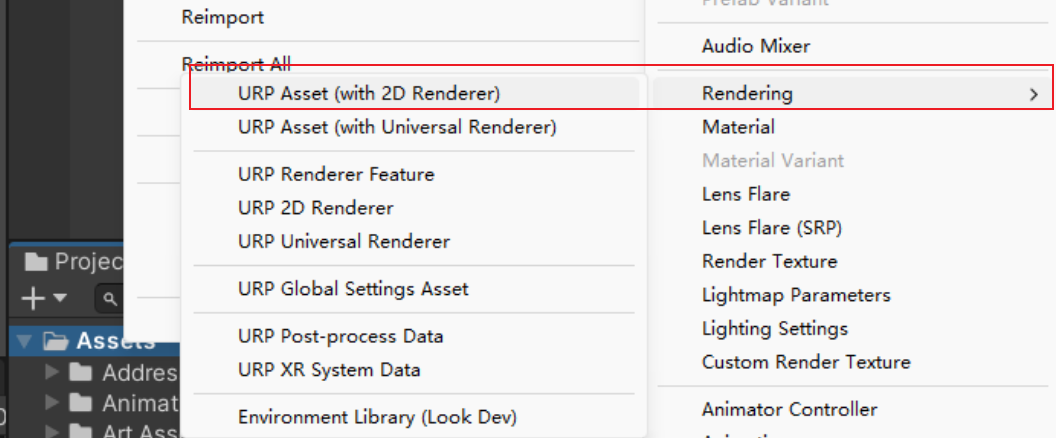 Reimport
Reimport All
URP Asset (with 2D Renderer)
URP Asset (with Universal Renderer)
URP Renderer Feature
URP 2D Renderer
URP Universal Renderer
URP Global Settings Asset
URP Post-process Data
URP XR System Data
Environment Library (Look Dev)
Prefab Variant
Audio Mixer
Rendering
Material
Material Variant
Lens Flare
Lens Flare (SRP)
Render Texture
Lightmap Parameters
Lighting Settings
Custom Render Texture
Animator Controller
Projec
Assets
Addres
Animat
Art Ass